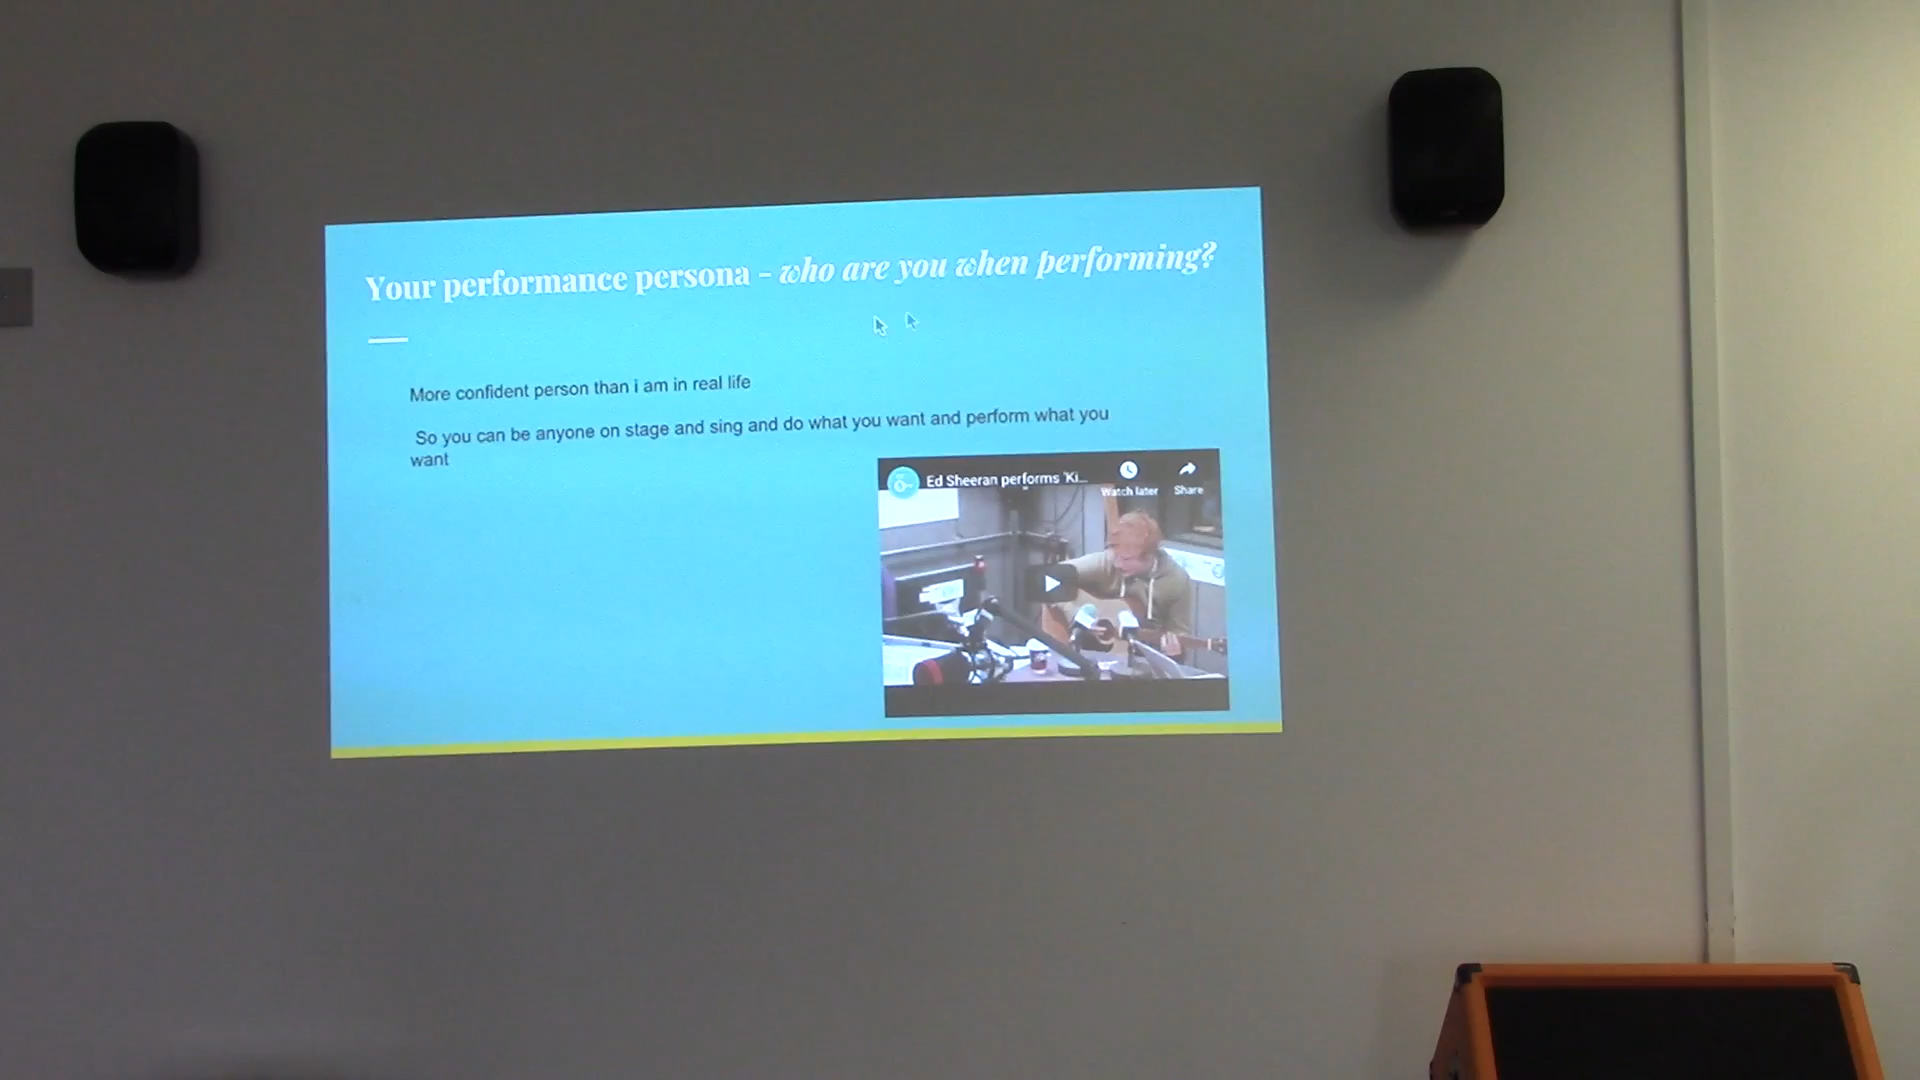 Your performance persona - who are you when performing?
More confident person than i am in real life
So you can be anyone on stage and sing and do what you want and perform what you
want
Ed Sheeran performs 'Ki...
Watch later
Share